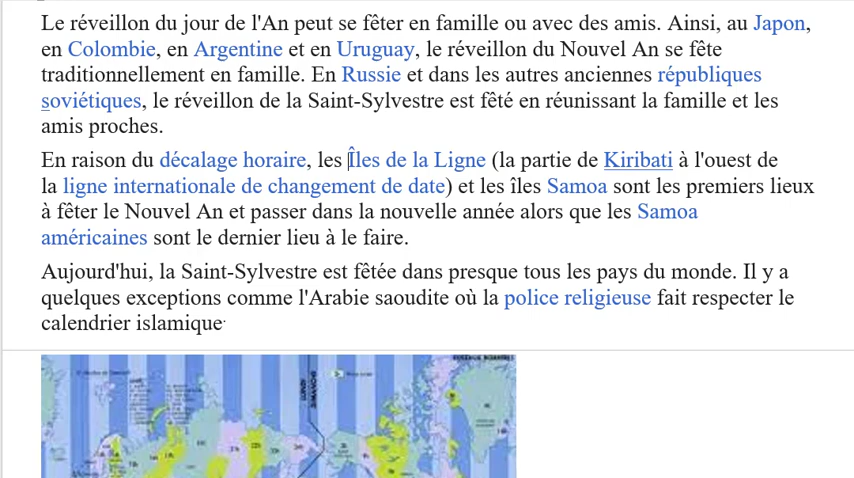 Le réveillon du jour de l'An peut se fêter en famille ou avec des amis. Ainsi, au Japon,
en Colombie, en Argentine et en Uruguay, le réveillon du Nouvel An se fête
traditionnellement en famille. En Russie et dans les autres anciennes républiques
soviétiques, le réveillon de la Saint-Sylvestre est fêté en réunissant la famille et les
amis proches.
En raison du décalage horaire, les Îles de la Ligne (la partie de Kiribati à l'ouest de
la ligne internationale de changement de date) et les îles Samoa sont les premiers lieux
à fêter le Nouvel An et passer dans la nouvelle année alors que les Samoa
américaines sont le dernier lieu à le faire.
Aujourd'hui, la Saint-Sylvestre est fêtée dans presque tous les pays du monde. Il y a
quelques exceptions comme l'Arabie saoudite où la police religieuse fait respecter le
calendrier islamique